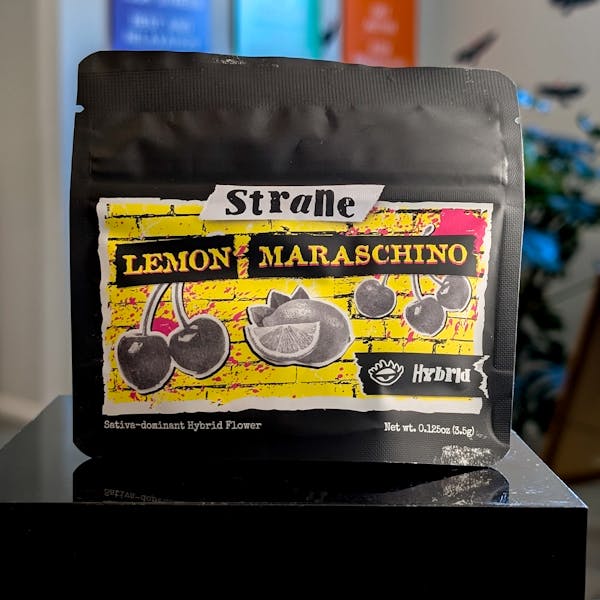 Strane
LEMON MARASCHINO
Hybrid
Sativa-dominant Hybrid Flower
Net wt. 0.125oz (3.5g)